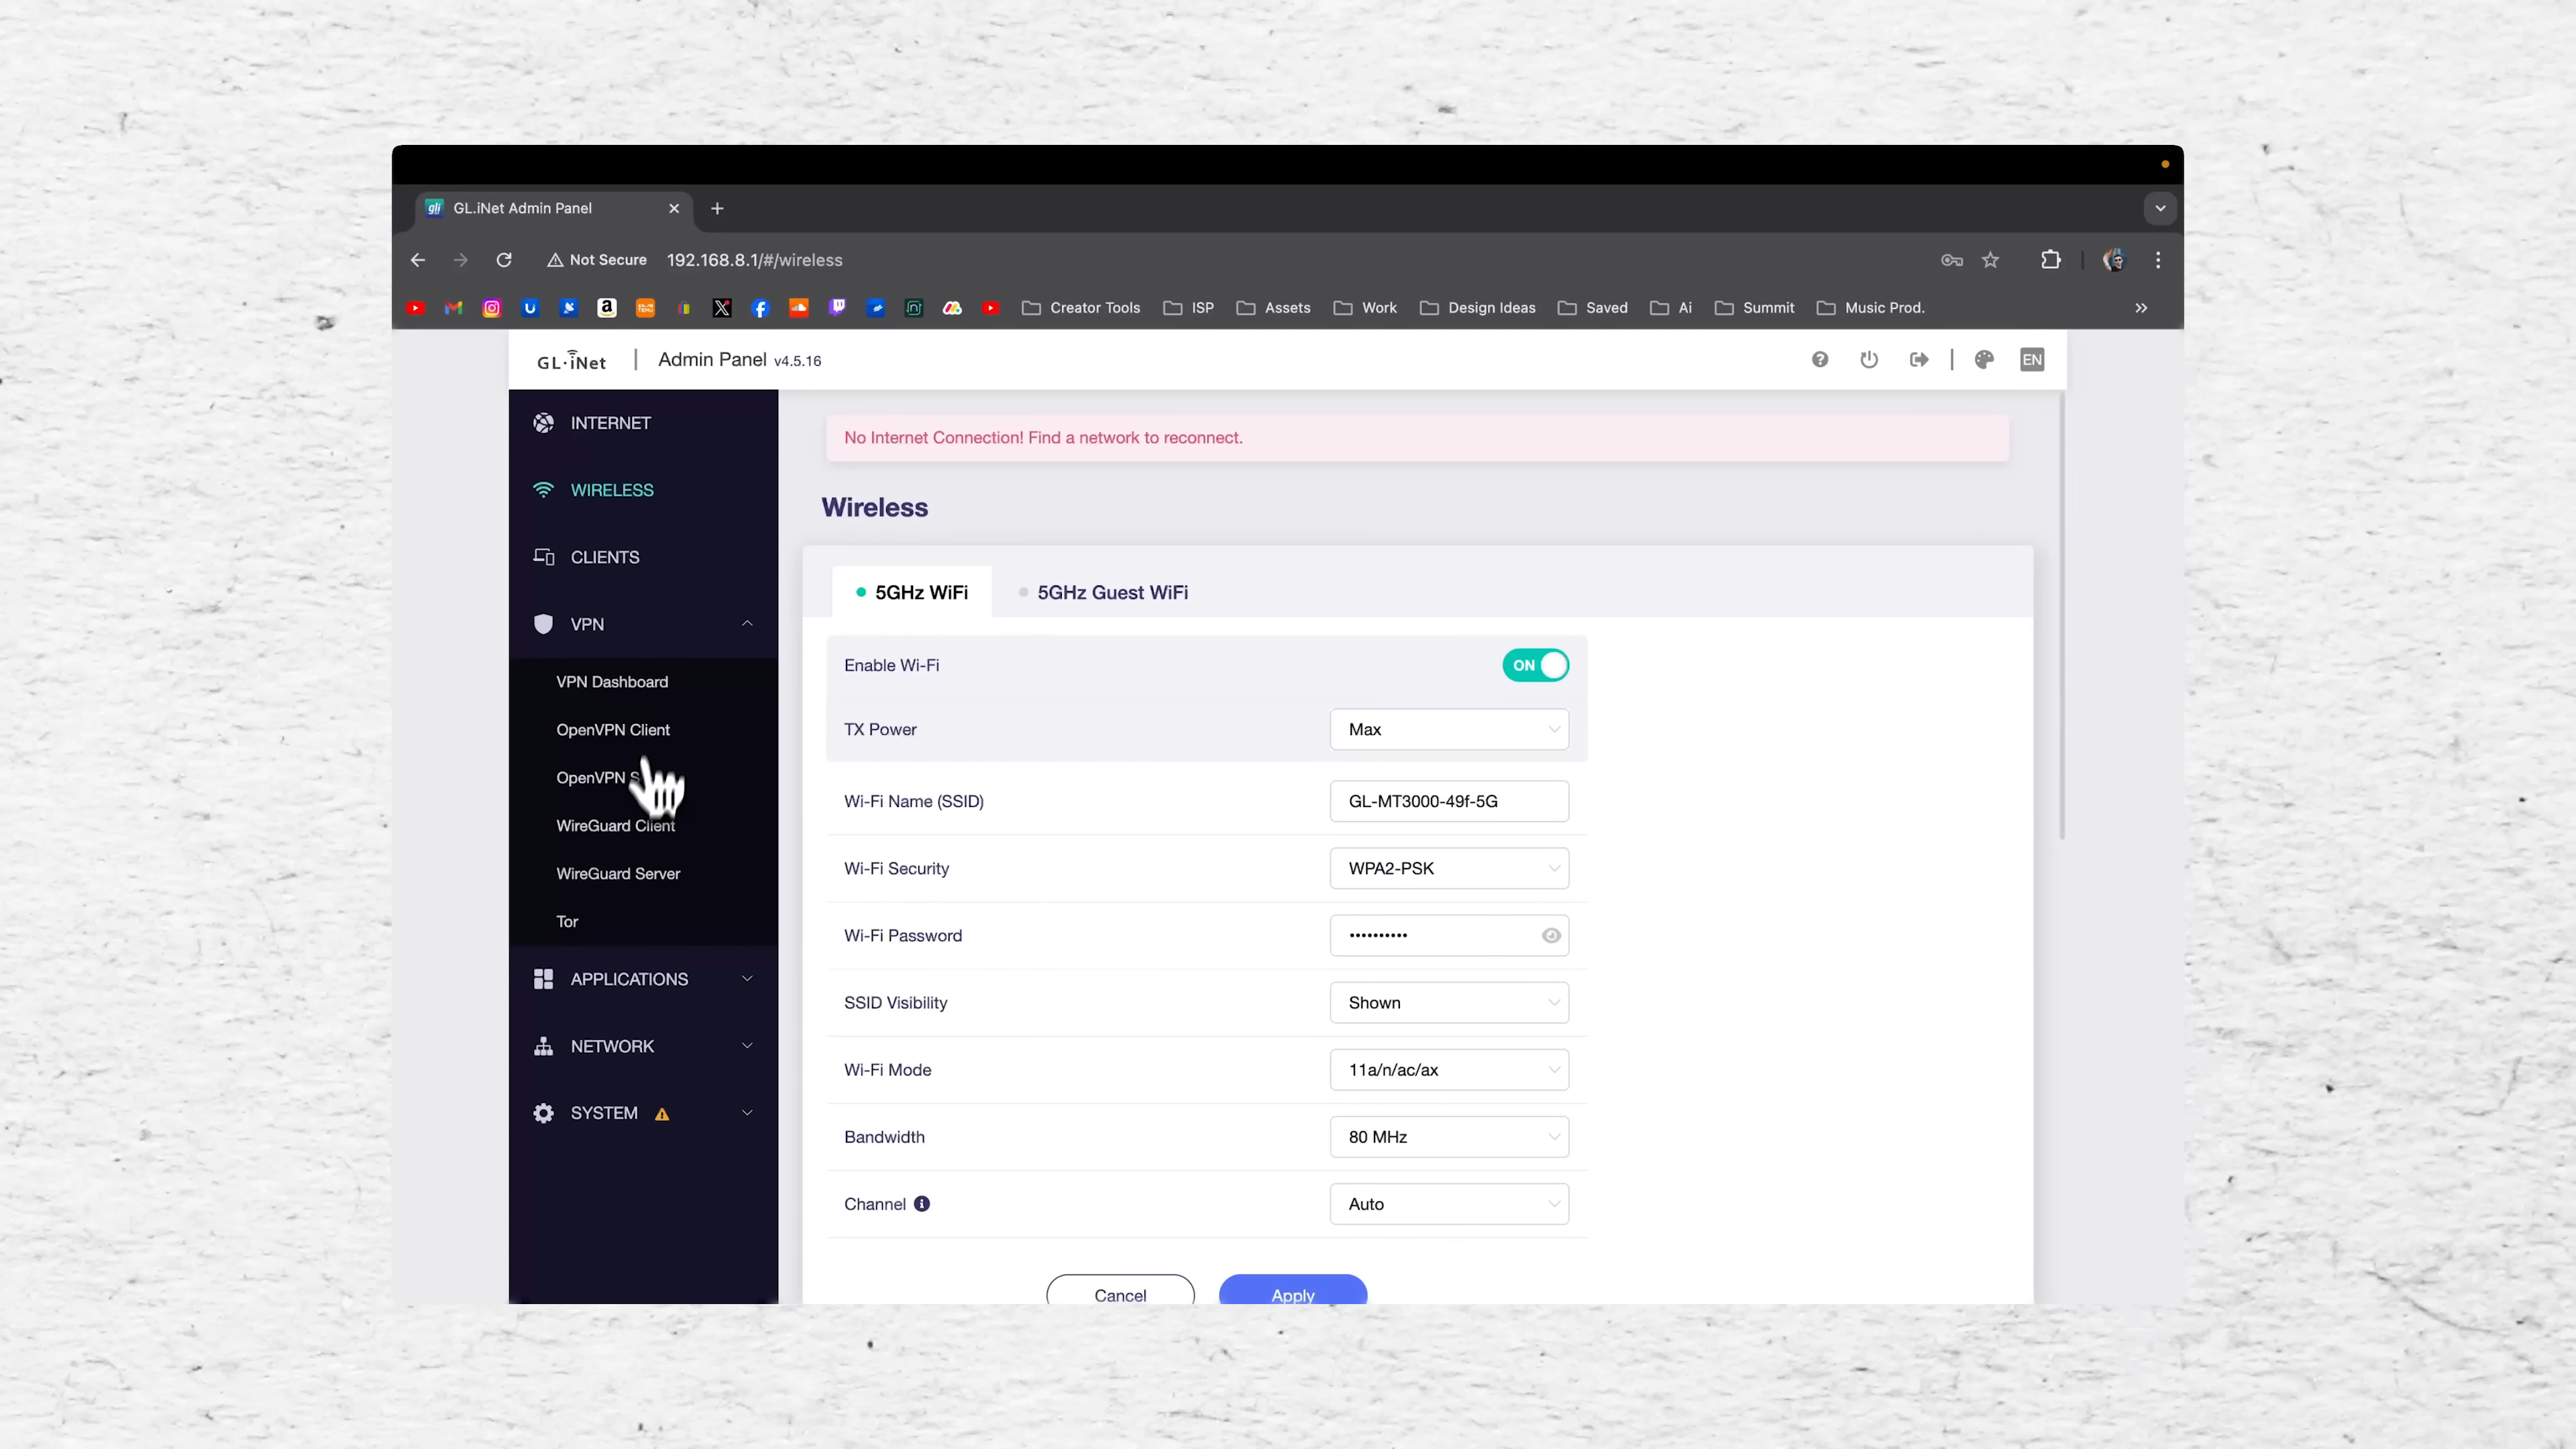 GL.iNet Admin Panel
Not Secure 192.168.8.1/#/wireless
Creator Tools ISP Assets Work Design Ideas Saved Ai Summit Music Prod.
GL·iNet | Admin Panel v4.5.16 EN
INTERNET
WIRELESS
CLIENTS
VPN
VPN Dashboard
OpenVPN Client
OpenVPN
WireGuard Client
WireGuard Server
Tor
APPLICATIONS
NETWORK
SYSTEM
No Internet Connection! Find a network to reconnect.
Wireless
5GHz WiFi 5GHz Guest WiFi
Enable Wi-Fi ON
TX Power Max
Wi-Fi Name (SSID) GL-MT3000-49f-5G
Wi-Fi Security WPA2-PSK
Wi-Fi Password ••••••••••
SSID Visibility Shown
Wi-Fi Mode 11a/n/ac/ax
Bandwidth 80 MHz
Channel Auto
Cancel Apply